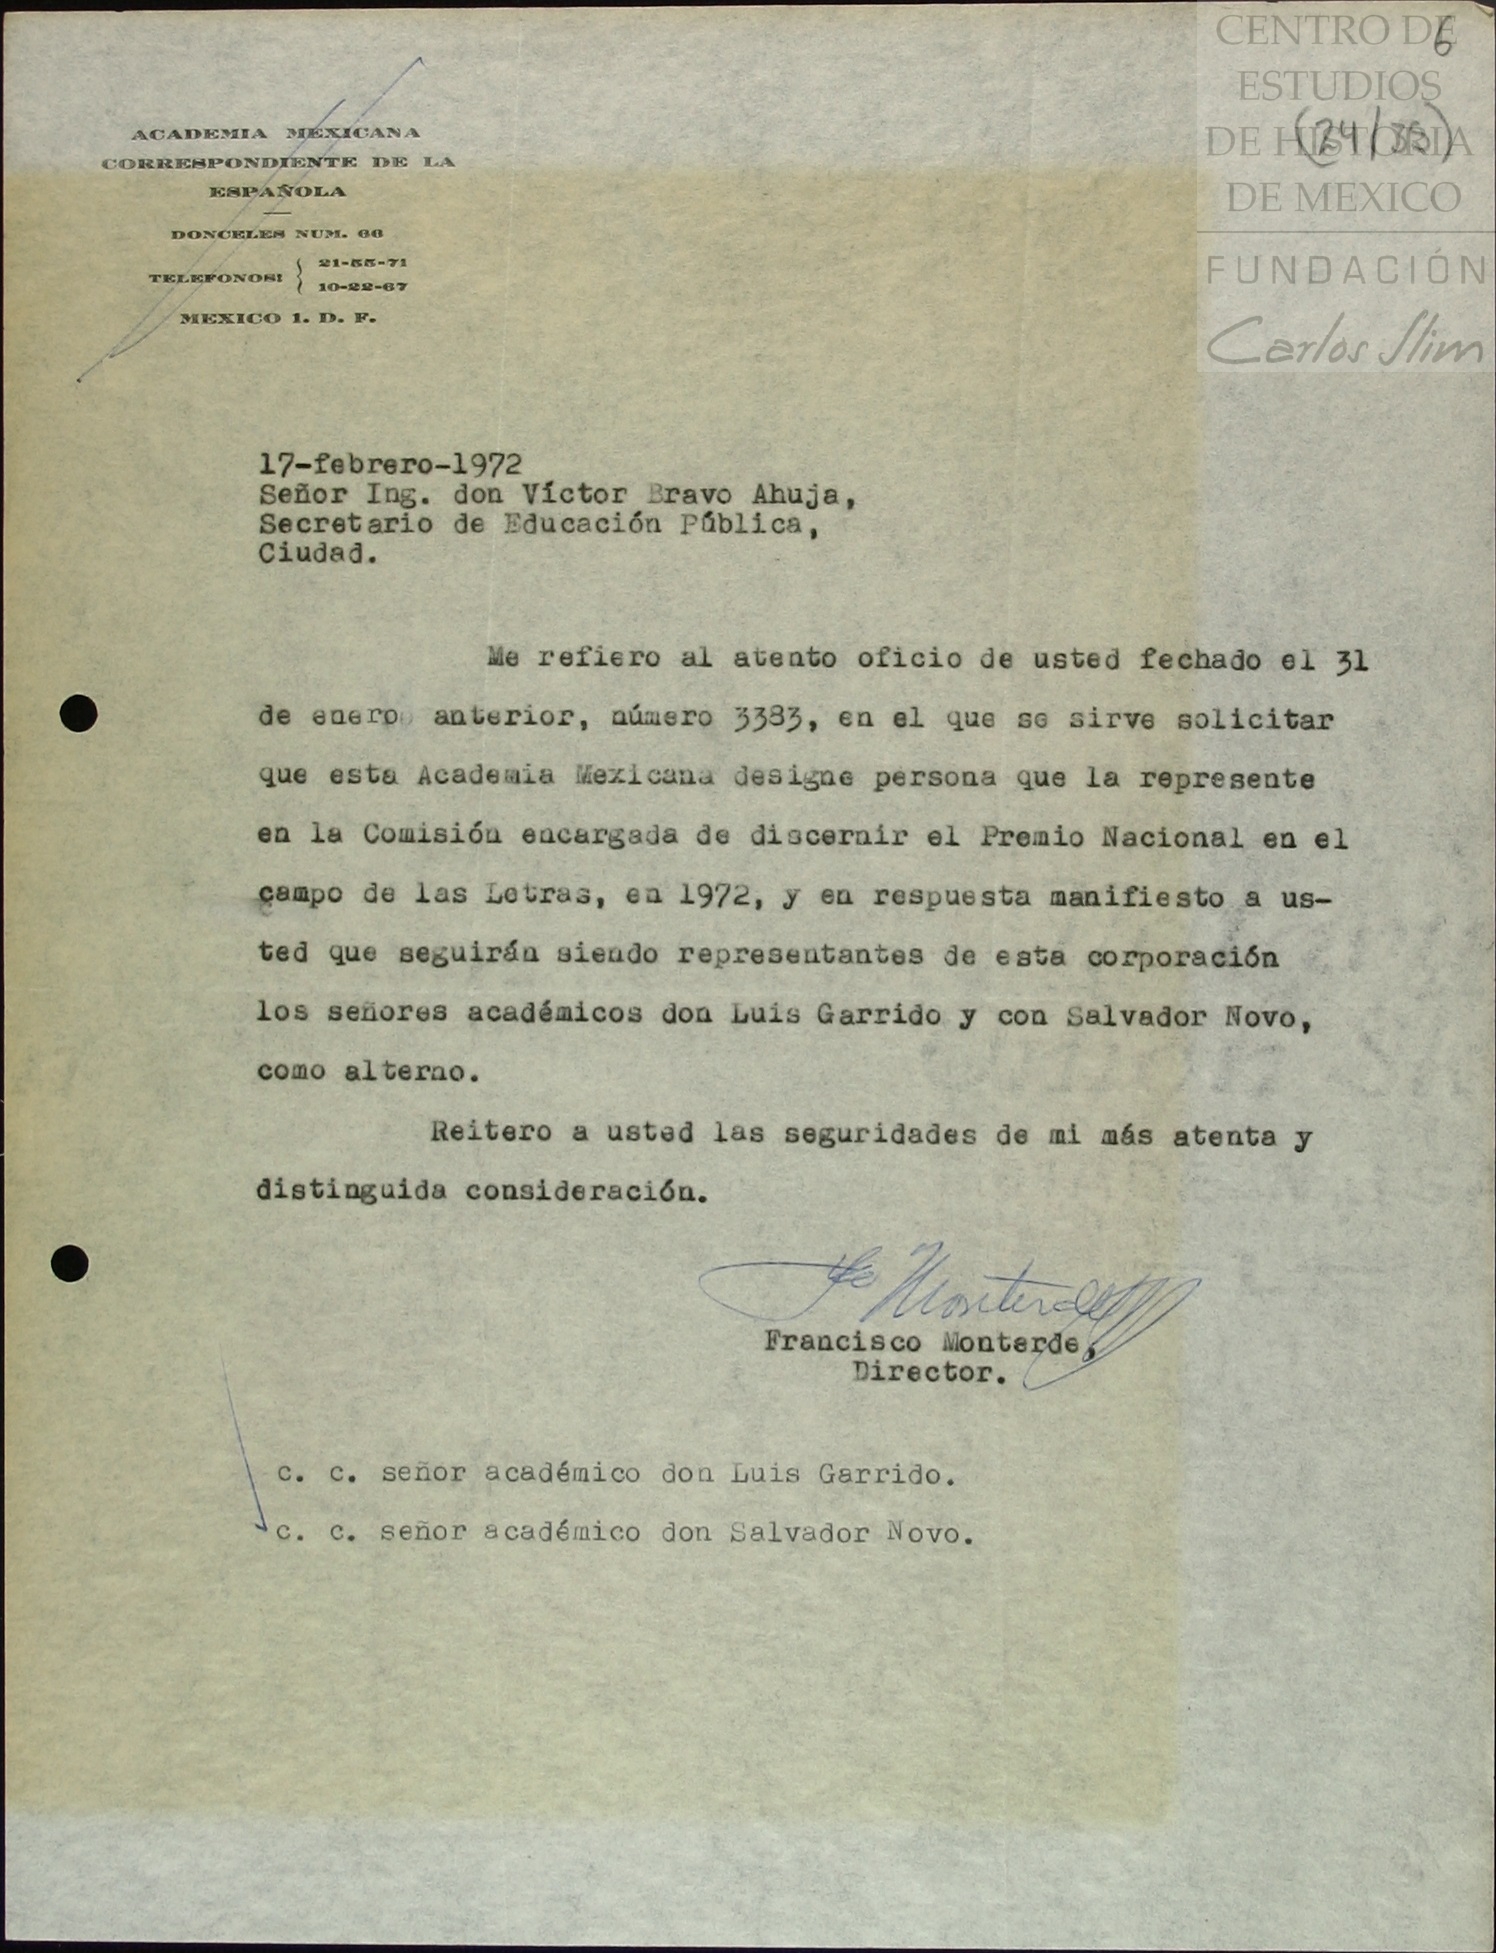 CENTRO DE
ESTUDIOS
DE HISTORIA
DE MEXICO
FUNDACIÓN
Carlos Slim
6
(24/35)
ACADEMIA MEXICANA
CORRESPONDIENTE DE LA
ESPAÑOLA
DONCELES NUM. 66
TELEFONOS: { 21-55-71
10-22-67
MEXICO 1. D. F.
17-febrero-1972
Señor Ing. don Víctor Bravo Ahuja,
Secretario de Educación Pública,
Ciudad.
Me refiero al atento oficio de usted fechado el 31
de enero anterior, número 3383, en el que se sirve solicitar
que esta Academia Mexicana designe persona que la represente
en la Comisión encargada de discernir el Premio Nacional en el
campo de las Letras, en 1972, y en respuesta manifiesto a us-
ted que seguirán siendo representantes de esta corporación
los señores académicos don Luis Garrido y con Salvador Novo,
como alterno.
Reitero a usted las seguridades de mi más atenta y
distinguida consideración.
Fco Monterde
Francisco Monterde,
Director.
c. c. señor académico don Luis Garrido.
c. c. señor académico don Salvador Novo.